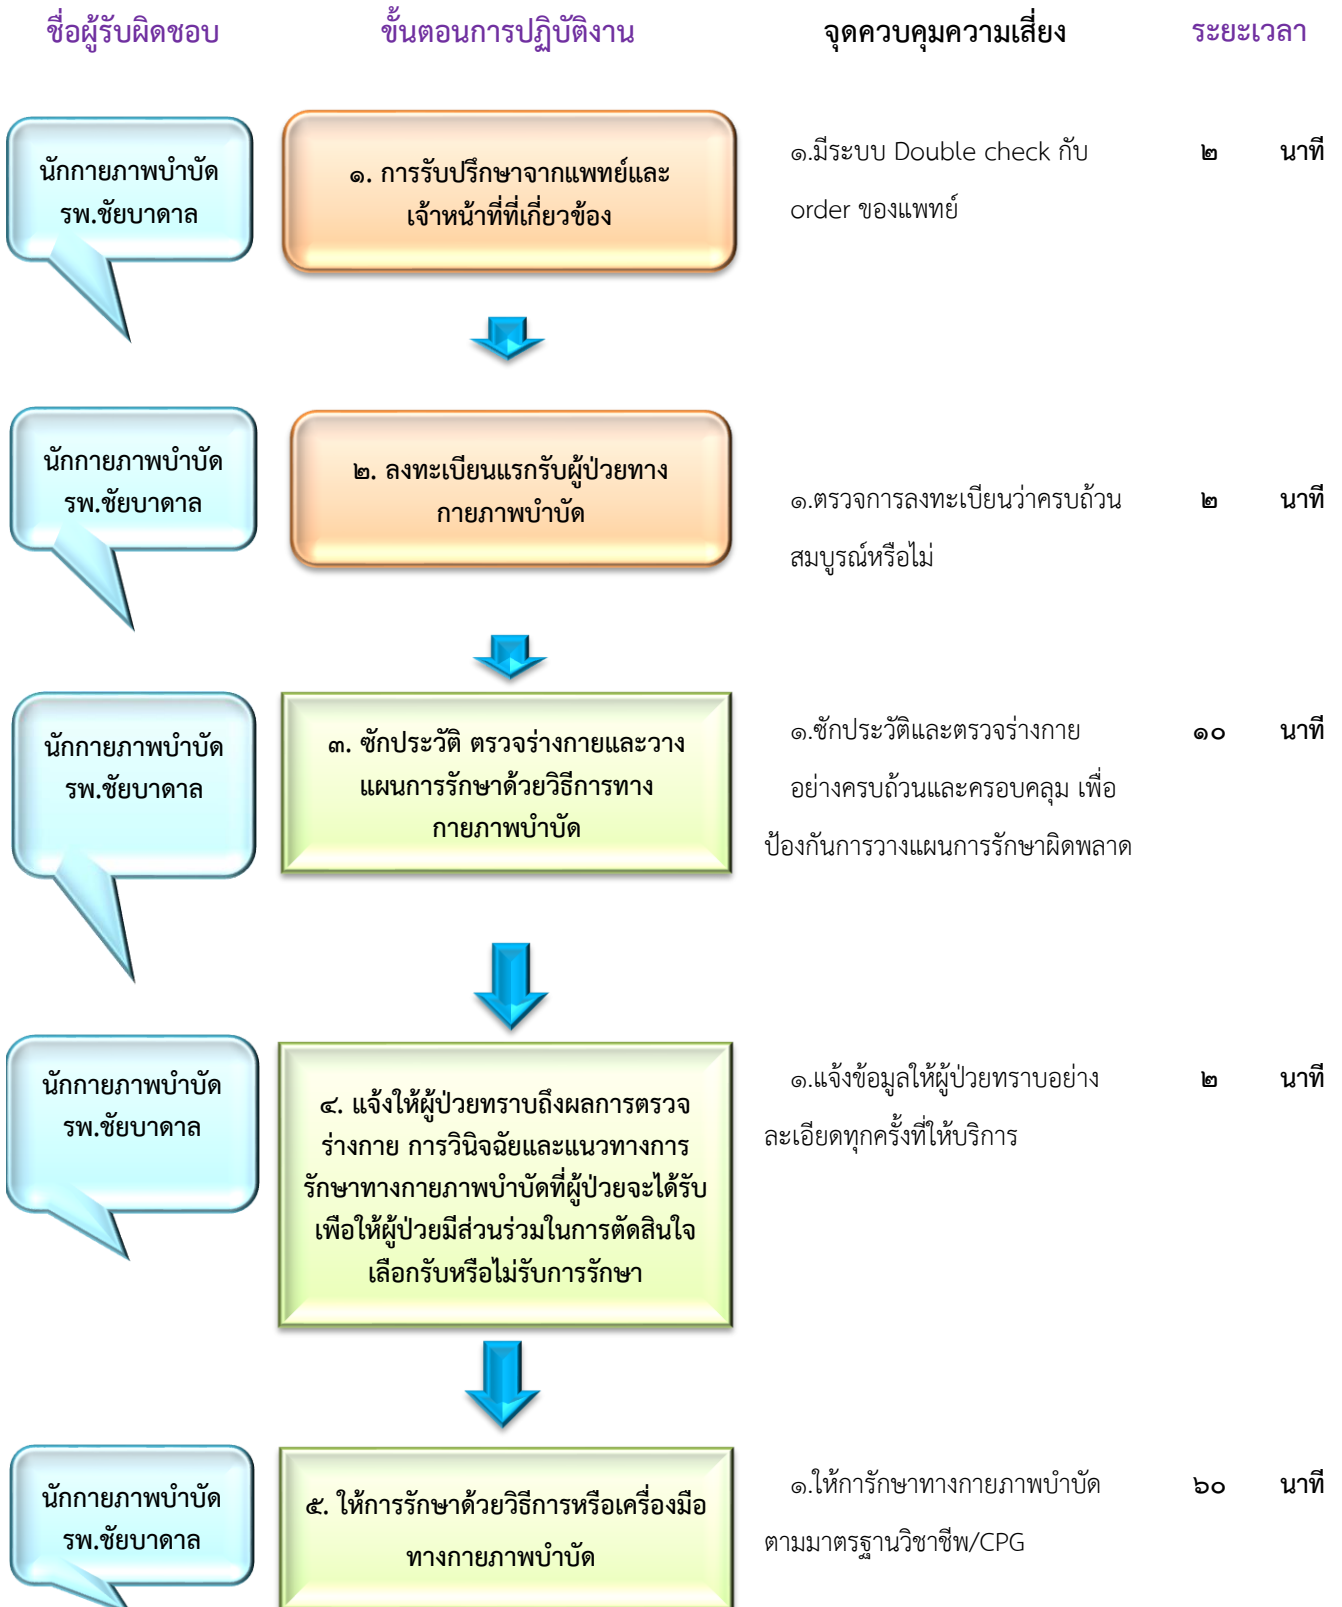 ชื่อผู้รับผิดชอบ ขั้นตอนการปฏิบัติงาน จุดควบคุมความเสี่ยง ระยะเวลา
นักกายภาพบำบัด
รพ.ชัยบาดาล
๑. การรับปรึกษาจากแพทย์และ
เจ้าหน้าที่ที่เกี่ยวข้อง
๑.มีระบบ Double check กับ
order ของแพทย์
๒ นาที
นักกายภาพบำบัด
รพ.ชัยบาดาล
๒. ลงทะเบียนแรกรับผู้ป่วยทาง
กายภาพบำบัด
๑.ตรวจการลงทะเบียนว่าครบถ้วน
สมบูรณ์หรือไม่
๒ นาที
นักกายภาพบำบัด
รพ.ชัยบาดาล
๓. ซักประวัติ ตรวจร่างกายและวาง
แผนการรักษาด้วยวิธีการทาง
กายภาพบำบัด
๑.ซักประวัติและตรวจร่างกาย
อย่างครบถ้วนและครอบคลุม เพื่อ
ป้องกันการวางแผนการรักษาผิดพลาด
๑๐ นาที
นักกายภาพบำบัด
รพ.ชัยบาดาล
๔. แจ้งให้ผู้ป่วยทราบถึงผลการตรวจ
ร่างกาย การวินิจฉัยและแนวทางการ
รักษาทางกายภาพบำบัดที่ผู้ป่วยจะได้รับ
เพือให้ผู้ป่วยมีส่วนร่วมในการตัดสินใจ
เลือกรับหรือไม่รับการรักษา
๑.แจ้งข้อมูลให้ผู้ป่วยทราบอย่าง
ละเอียดทุกครั้งที่ให้บริการ
๒ นาที
นักกายภาพบำบัด
รพ.ชัยบาดาล
๕. ให้การรักษาด้วยวิธีการหรือเครื่องมือ
ทางกายภาพบำบัด
๑.ให้การักษาทางกายภาพบำบัด
ตามมาตรฐานวิชาชีพ/CPG
๖๐ นาที